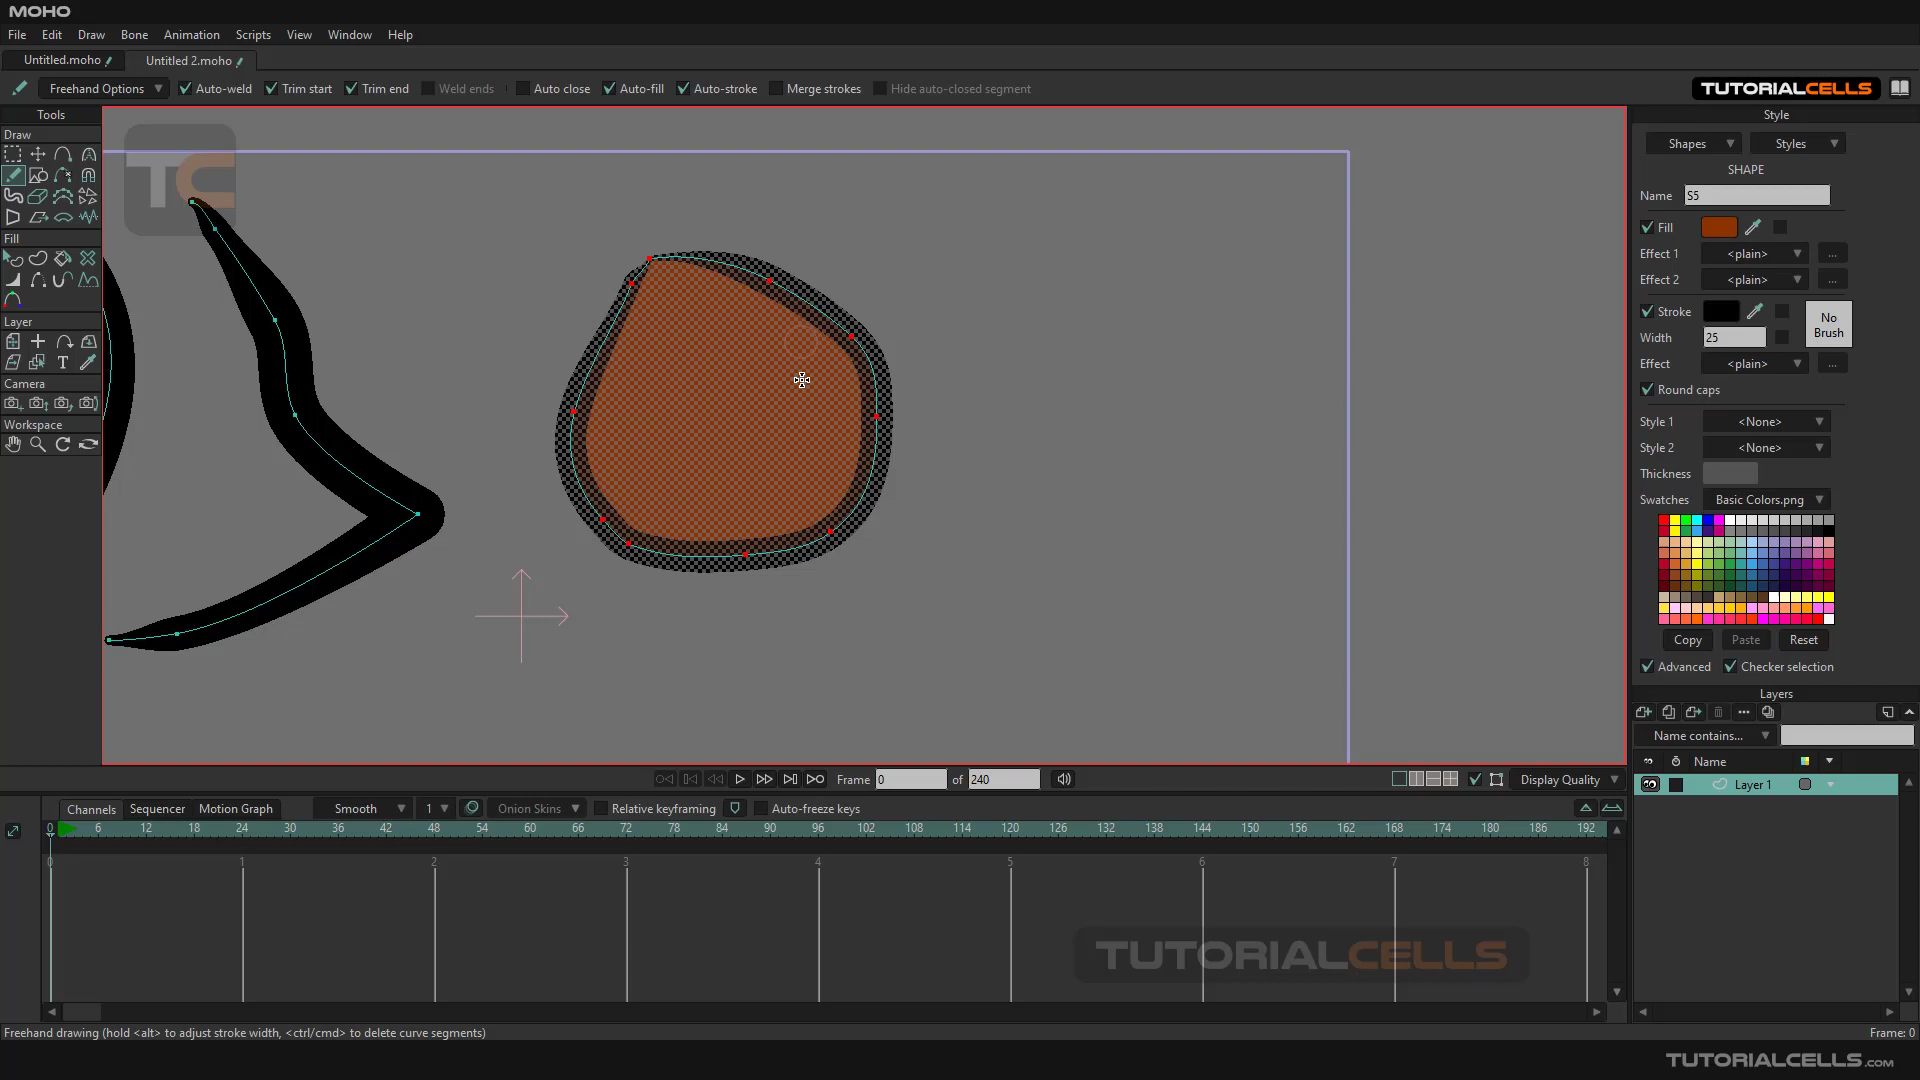 MOHO
File Edit Draw Bone Animation Scripts View Window Help
Untitled.moho Untitled 2.moho
Freehand Options Auto-weld Trim start Trim end Weld ends Auto close Auto-fill Auto-stroke Merge strokes Hide auto-closed segment
TUTORIALCELLS
Tools
Draw
Fill
Layer
T
Camera
Workspace
TC
Style
Shapes Styles
SHAPE
Name S5
Fill
Effect 1 <plain> ...
Effect 2 <plain> ...
Stroke
No Brush
Width 25
Effect <plain> ...
Round caps
Style 1 <None>
Style 2 <None>
Thickness
Swatches Basic Colors.png
Copy Paste Reset
Advanced Checker selection
Layers
Name contains...
Name
Layer 1
Frame 0 of 240 Display Quality
Channels Sequencer Motion Graph Smooth 1 Onion Skins Relative keyframing Auto-freeze keys
0 6 12 18 24 30 36 42 48 54 60 66 72 78 84 90 96 102 108 114 120 126 132 138 144 150 156 162 168 174 180 186 192
0 1 2 3 4 5 6 7 8
TUTORIALCELLS
Freehand drawing (hold <alt> to adjust stroke width, <ctrl/cmd> to delete curve segments) Frame: 0
TUTORIALCELLS.COM